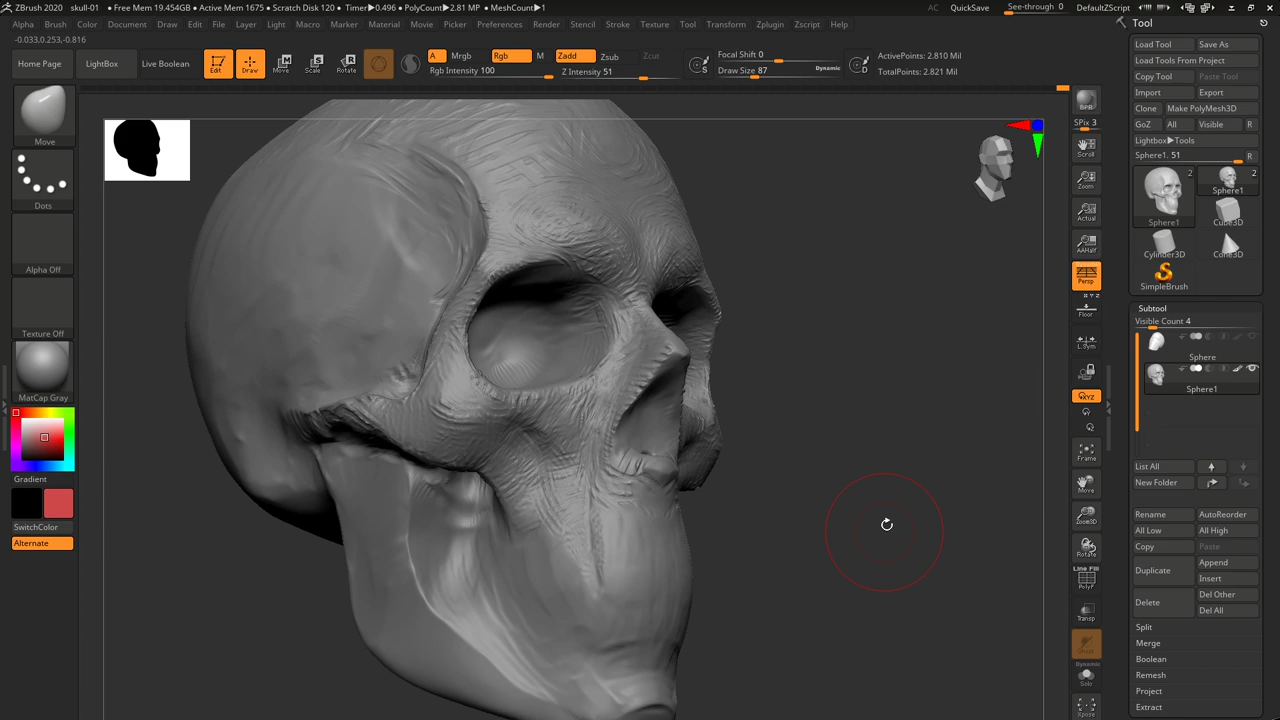 ZBrush 2020 skull-01 • Free Mem 19.454GB • Active Mem 1675 • Scratch Disk 120 • Timer▶0.496 • PolyCount▶2.81 MP • MeshCount▶1 AC QuickSave See-through 0 DefaultZScript
Alpha Brush Color Document Draw Edit File Layer Light Macro Marker Material Movie Picker Preferences Render Stencil Stroke Texture Tool Transform Zplugin Zscript Help
-0.033,0.253,-0.816
Home Page LightBox Live Boolean
Edit Draw Move Scale Rotate
A Mrgb Rgb M Zadd Zsub Zcut
Rgb Intensity 100 Z Intensity 51
S
Focal Shift 0
Draw Size 87 Dynamic
D
ActivePoints: 2.810 Mil
TotalPoints: 2.821 Mil
Move
Dots
Alpha Off
Texture Off
MatCap Gray
Gradient
SwitchColor
Alternate
BPR
SPix 3
Scroll
Zoom
Actual
AAHalf
Persp
Floor
L.Sym
XYZ
Frame
Move
Zoom3D
Rotate
Line Fill
PolyF
Transp
Ghost
Dynamic
Solo
Xpose
Tool
Load Tool Save As
Load Tools From Project
Copy Tool Paste Tool
Import Export
Clone Make PolyMesh3D
GoZ All Visible R
Lightbox▶Tools
Sphere1. 51 R
2 2
Sphere1
Sphere1 Cube3D
Cylinder3D Cone3D
SimpleBrush
Subtool
Visible Count 4
Sphere
Sphere1
List All
New Folder
Rename AutoReorder
All Low All High
Copy Paste
Duplicate Append
Insert
Delete Del Other
Del All
Split
Merge
Boolean
Remesh
Project
Extract